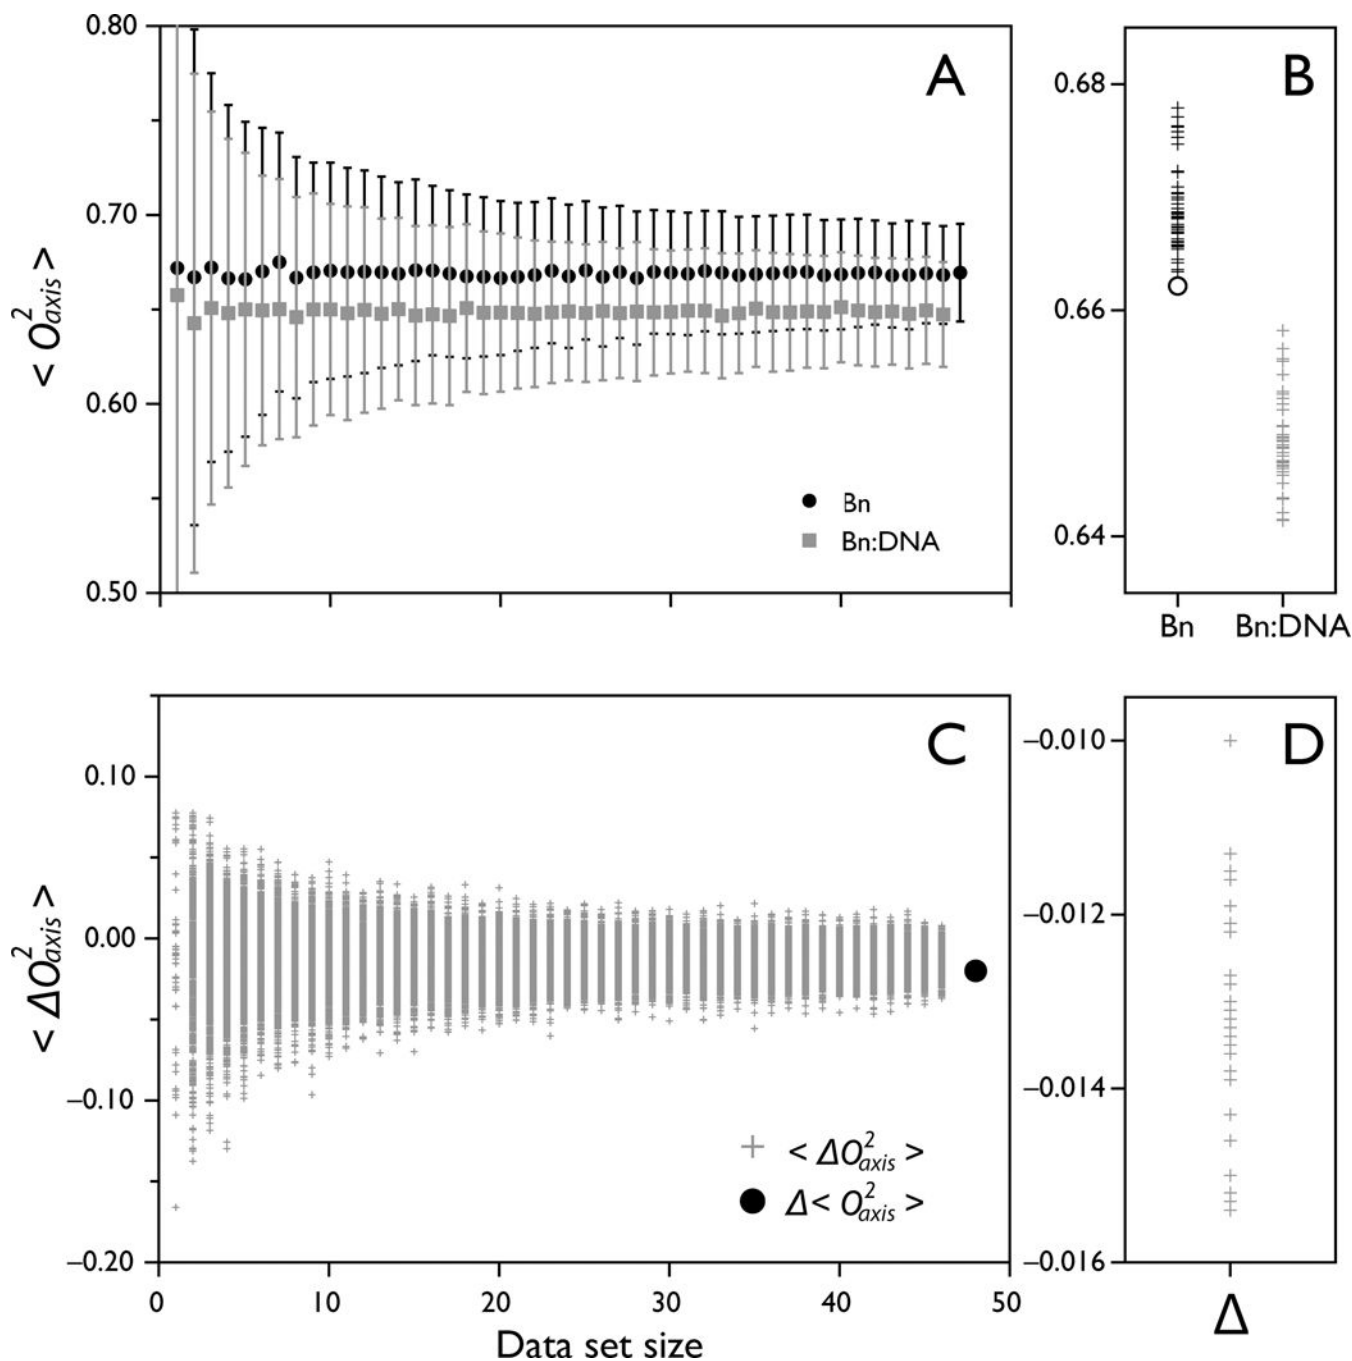 A
0.80
0.70
0.60
0.50
< O²axis >
Bn
Bn:DNA
B
0.68
0.66
0.64
Bn Bn:DNA
C
0.10
0.00
–0.10
–0.20
< ΔO²axis >
< ΔO²axis >
Δ< O²axis >
0 10 20 30 40 50
Data set size
D
–0.010
–0.012
–0.014
–0.016
Δ